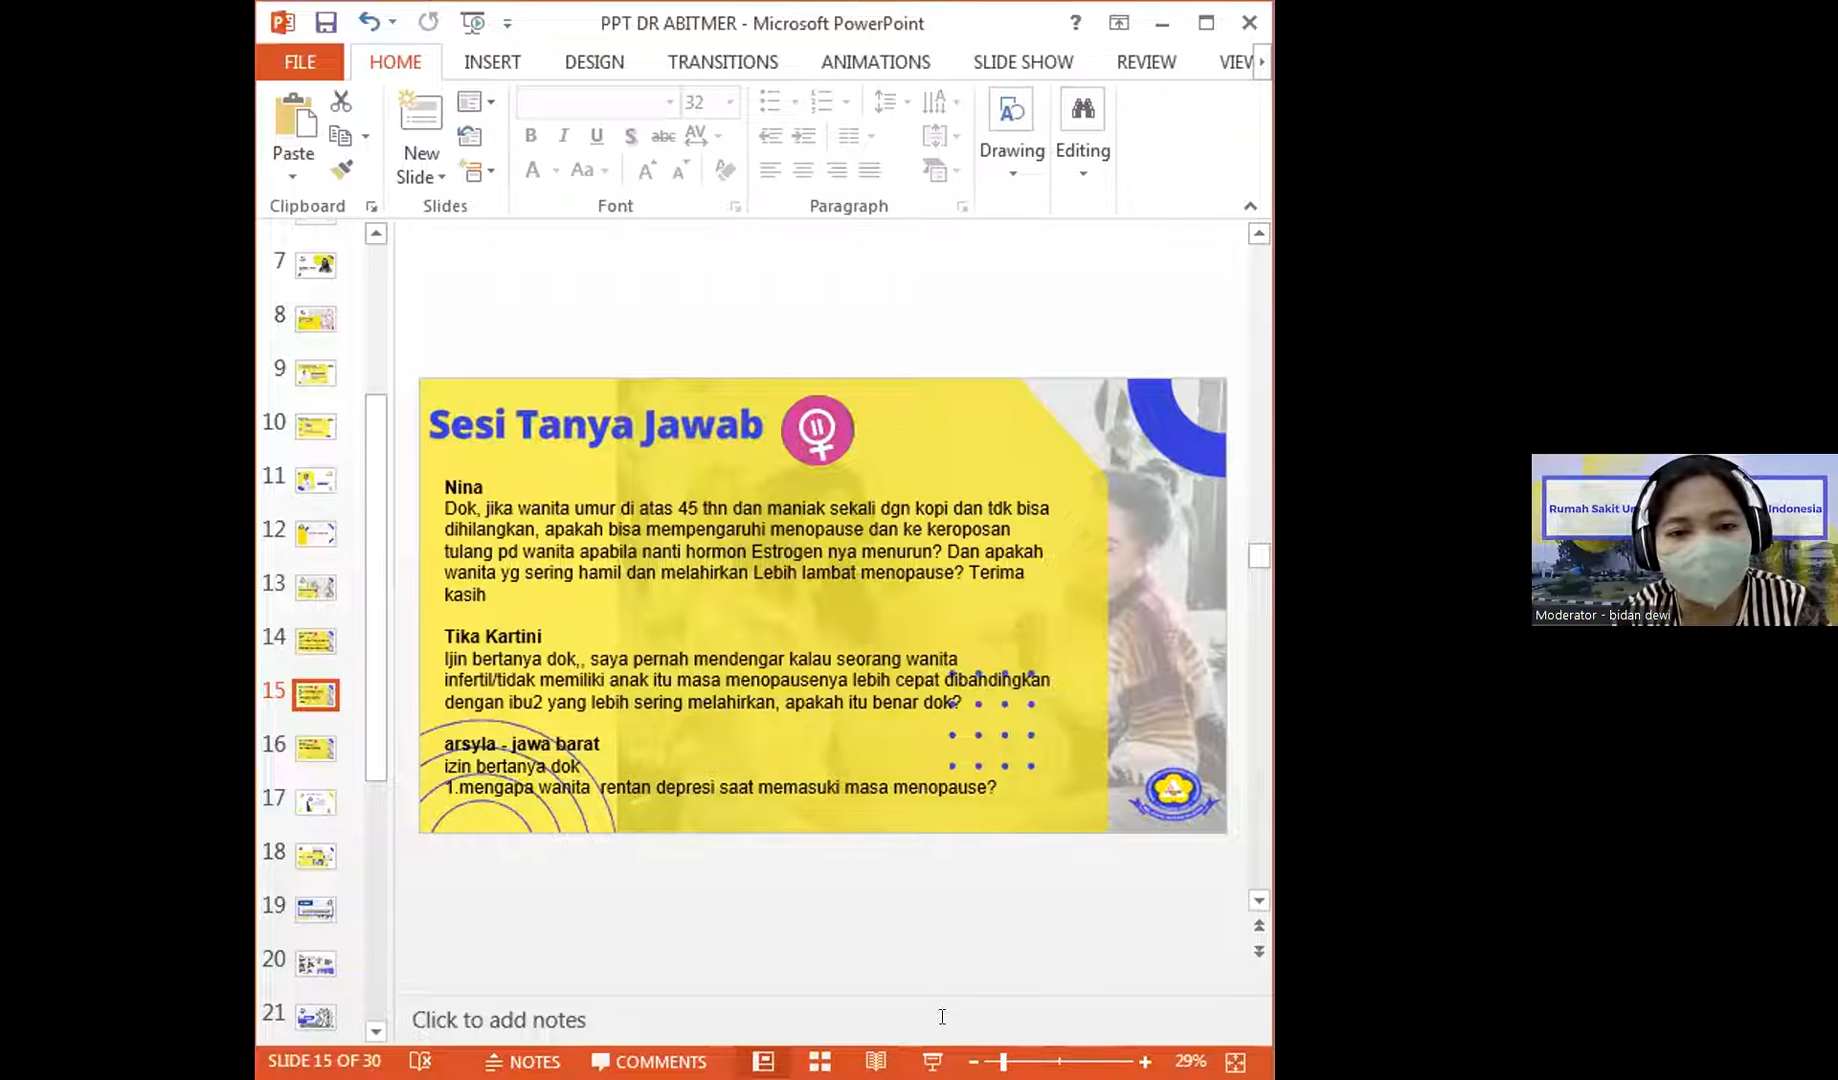 PPT DR ABITMER - Microsoft PowerPoint
?
FILE
HOME
INSERT
DESIGN
TRANSITIONS
ANIMATIONS
SLIDE SHOW
REVIEW
VIEW
Paste
New
Slide
32
B I U S abc AV
A Aa A A
Drawing
Editing
Clipboard
Slides
Font
Paragraph
7
8
9
10
11
12
13
14
15
16
17
18
19
20
21
Sesi Tanya Jawab
Nina
Dok, jika wanita umur di atas 45 thn dan maniak sekali dgn kopi dan tdk bisa
dihilangkan, apakah bisa mempengaruhi menopause dan ke keroposan
tulang pd wanita apabila nanti hormon Estrogen nya menurun? Dan apakah
wanita yg sering hamil dan melahirkan Lebih lambat menopause? Terima
kasih
Tika Kartini
Ijin bertanya dok,, saya pernah mendengar kalau seorang wanita
infertil/tidak memiliki anak itu masa menopausenya lebih cepat dibandingkan
dengan ibu2 yang lebih sering melahirkan, apakah itu benar dok?
arsyla - jawa barat
izin bertanya dok
1.mengapa wanita rentan depresi saat memasuki masa menopause?
Click to add notes
SLIDE 15 OF 30
NOTES
COMMENTS
29%
Rumah Sakit Indonesia
Moderator - bidan dewi